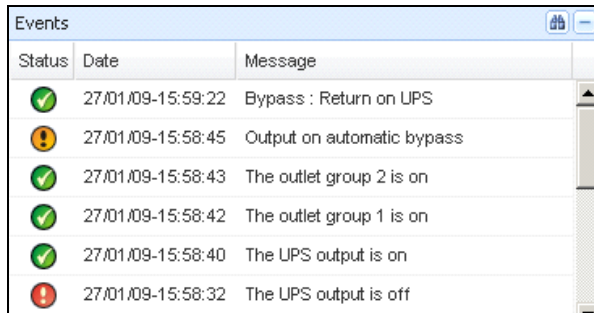 Events
Status Date Message
27/01/09-15:59:22 Bypass : Return on UPS
27/01/09-15:58:45 Output on automatic bypass
27/01/09-15:58:43 The outlet group 2 is on
27/01/09-15:58:42 The outlet group 1 is on
27/01/09-15:58:40 The UPS output is on
27/01/09-15:58:32 The UPS output is off